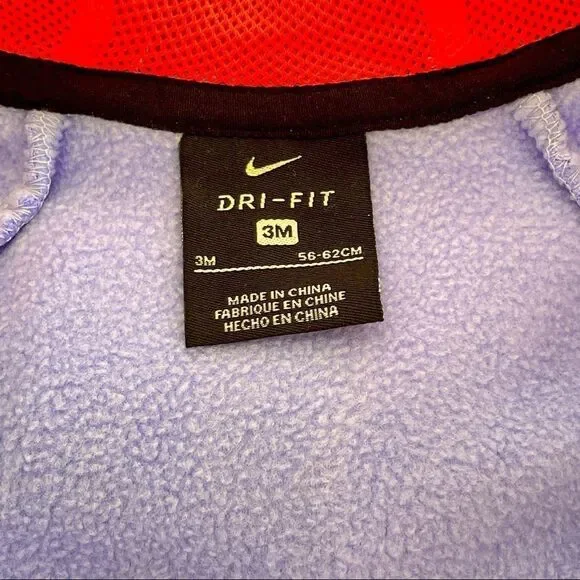 DRI-FIT
3M
3M 56-62CM
MADE IN CHINA
FABRIQUE EN CHINE
HECHO EN CHINA